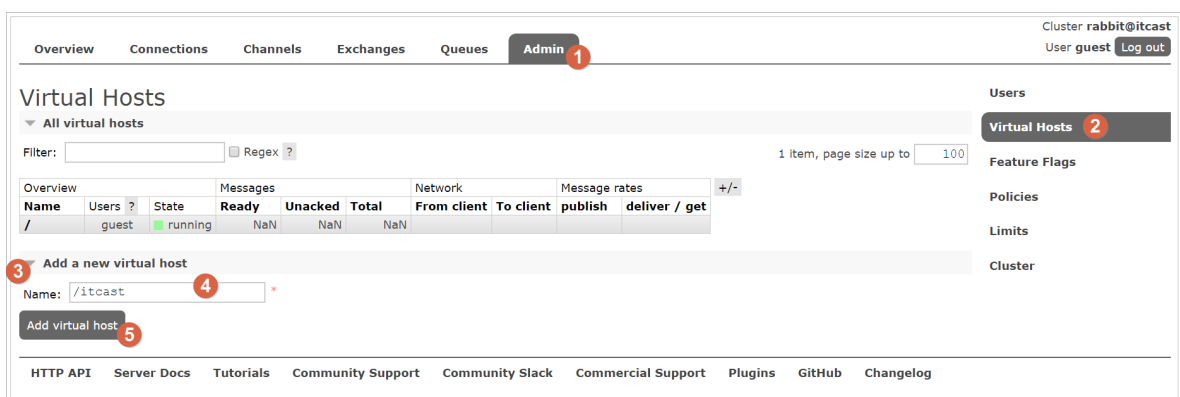 Cluster rabbit@itcast
Overview Connections Channels Exchanges Queues Admin 1
User guest Log out
Virtual Hosts
Users
All virtual hosts
Virtual Hosts 2
Filter: Regex ?
1 item, page size up to 100
Feature Flags
Overview Messages Network Message rates +/-
Name Users ? State Ready Unacked Total From client To client publish deliver / get
Policies
/ guest running NaN NaN NaN
Limits
3 Add a new virtual host
Cluster
Name: /itcast 4 *
Add virtual host 5
HTTP API Server Docs Tutorials Community Support Community Slack Commercial Support Plugins GitHub Changelog